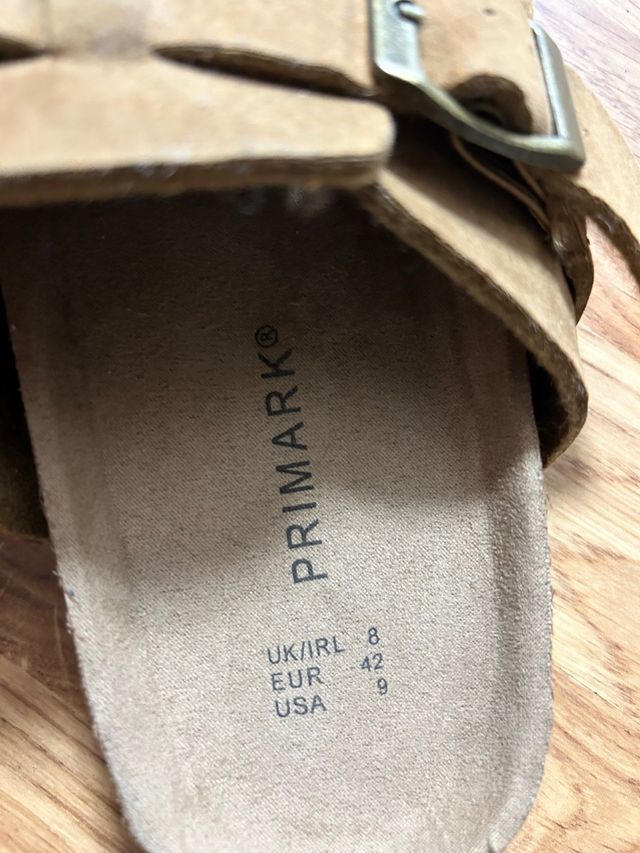 PRIMARK®
UK/IRL 8
EUR 42
USA 9